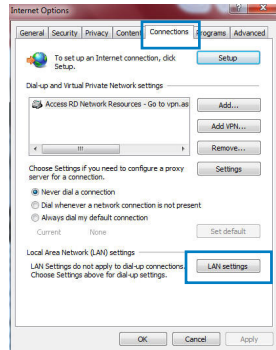 Internet Options
General Security Privacy Content Connections Programs Advanced
To set up an Internet connection, click
Setup.
Setup
Dial-up and Virtual Private Network settings
Access RD Network Resources - Go to vpn.as
Add...
Add VPN...
Remove...
Choose Settings if you need to configure a proxy
server for a connection.
Settings
Never dial a connection
Dial whenever a network connection is not present
Always dial my default connection
Current None
Set default
Local Area Network (LAN) settings
LAN Settings do not apply to dial-up connections.
Choose Settings above for dial-up settings.
LAN settings
OK Cancel Apply